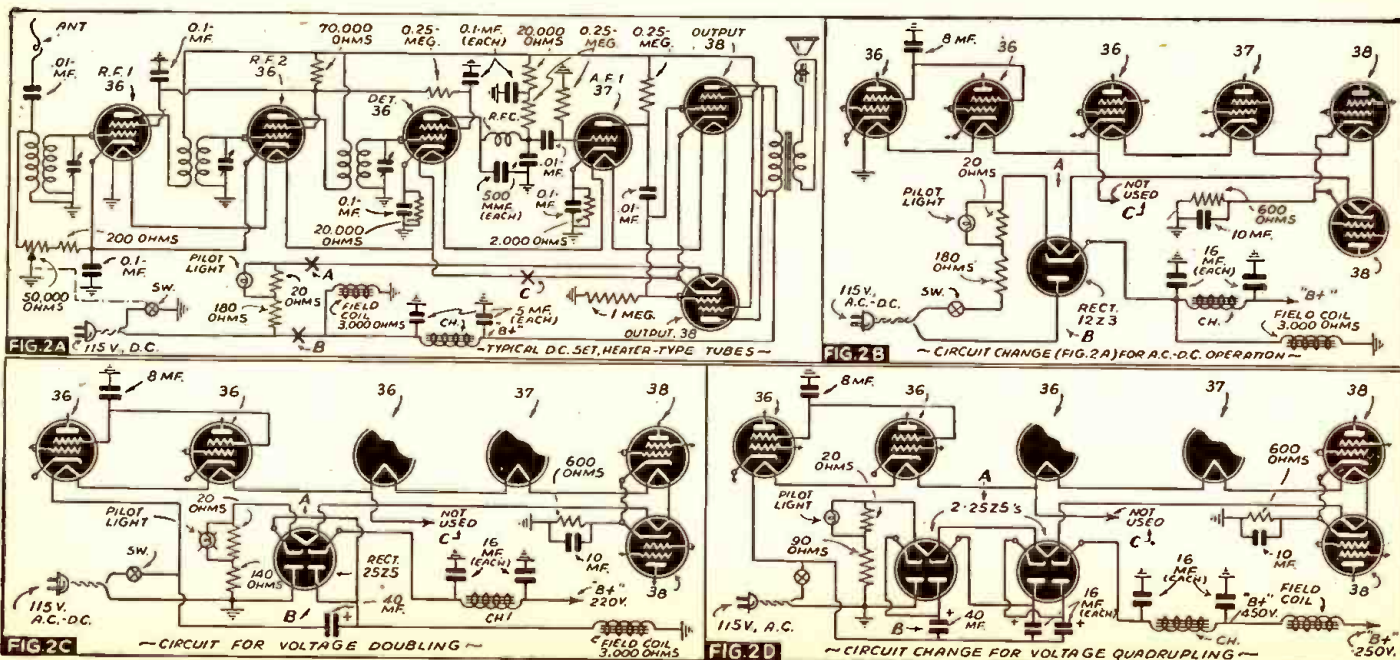 ANT
.01-
MF.
0.1-
MF.
R.F.1
36
R.F.2
36
70,000
OHMS
0.25-
MEG.
DET.
36
0.1-MF.
(EACH)
20,000
OHMS
0.25-
MEG.
R.F.C.
A.F.1
37
0.25-
MEG.
OUTPUT
38
200 OHMS
50,000
OHMS
0.1-
MF.
SW.
115 V., D.C.
PILOT
LIGHT
180
OHMS
20
OHMS
A
B
0.1-
MF.
20,000
OHMS
500
MMF.
(EACH)
.01-
MF.
0.1-
MF.
2,000 OHMS
.01-
MF.
FIELD
COIL
3,000 OHMS
CH.
"B+"
5 MF.
(EACH)
C
1 MEG.
OUTPUT, 38
FIG. 2A
~TYPICAL D.C. SET, HEATER-TYPE TUBES~
36
8 MF.
36
36
37
38
20
OHMS
A
PILOT
LIGHT
180
OHMS
SW.
115V.,
A.C.-D.C.
B
RECT.
12Z3
NOT
USED
C
600
OHMS
10 MF.
16
MF.
(EACH)
38
CH.
"B+"
FIELD COIL
3,000 OHMS
FIG. 2B
~CIRCUIT CHANGE (FIG. 2A) FOR A.C.-D.C. OPERATION~
36
8 MF.
36
36
37
38
20
OHMS
A
PILOT
LIGHT
SW.
140
OHMS
115 V.
A.C.-D.C.
B
RECT.
25Z5
40
MF.
NOT
USED
C
600
OHMS
10
MF.
16
MF.
(EACH)
CH.
"B+"
220V.
38
FIELD COIL
3,000 OHMS
FIG. 2C
~CIRCUIT FOR VOLTAGE DOUBLING~
36
8 MF.
36
36
37
38
20
OHMS
A
2-25Z5's
PILOT
LIGHT
90
OHMS
115V., A.C.
B
40
MF.
16
MF.
(EACH)
NOT
USED
C
600
OHMS
10
MF.
16
MF.
(EACH)
38
CH.
"B+"
450V.
FIELD
COIL
"B+
250V.
FIG. 2D
~CIRCUIT CHANGE FOR VOLTAGE QUADRUPLING~